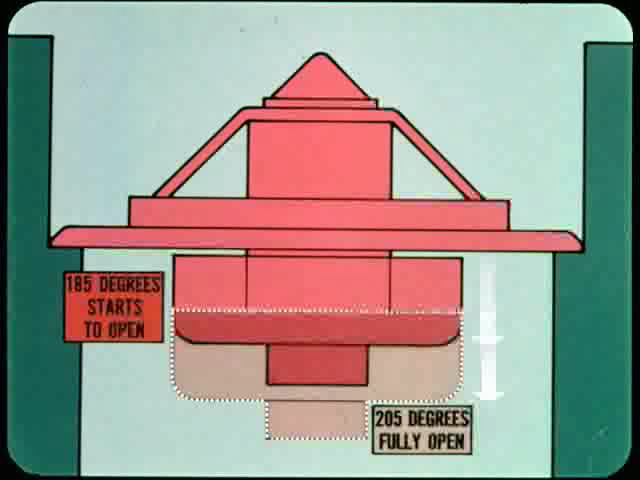 185 DEGREES
STARTS
TO OPEN
205 DEGREES
FULLY OPEN